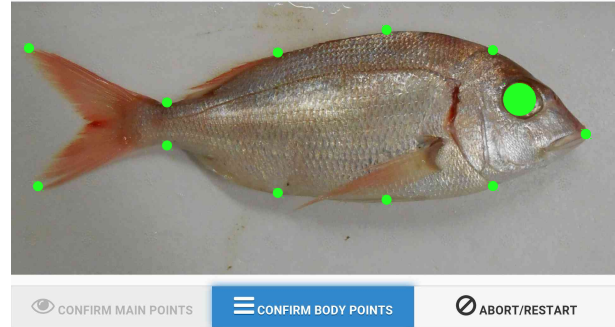 CONFIRM MAIN POINTS
CONFIRM BODY POINTS
ABORT/RESTART